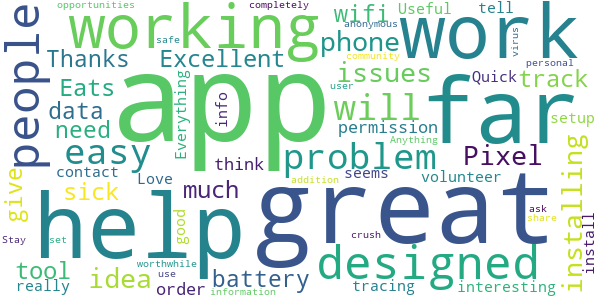 opportunities
completely
working
wifi
Useful
tell
work
anonymous
safe
virus
people
Thanks
Excellent
phone
community
personal
app
issues
Quick
track
far
Eats
data
Everything
info
will
user
setup
need
permission
Anything
easy
think
problem
Pixel
contact
Love
seems
volunteer
installing
give
sick
much
addition
great
ask
share
install
help
good
Stay
set
crush
designed
tool
idea
worthwhile
use
battery
really
order
information
tracing
interesting